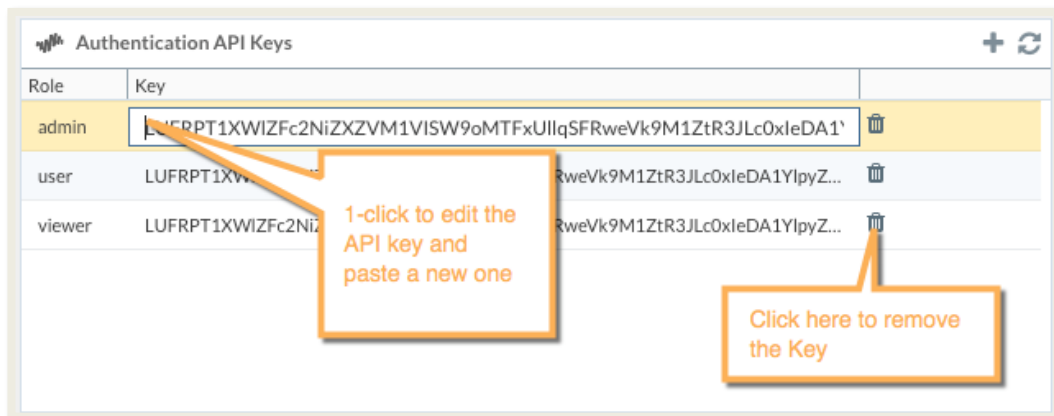 Authentication API Keys
Role Key
admin LUFRPT1XWlZFc2NiZXZVM1VISW9oMTFxUllqSFRweVk9M1ZtR3JLc0xIeDA1Y
user LUFRPT1XW RweVk9M1ZtR3JLc0xIeDA1YlpyZ...
viewer LUFRPT1XWlZFc2NiZ RweVk9M1ZtR3JLc0xIeDA1YlpyZ...
1-click to edit the
API key and
paste a new one
Click here to remove
the Key